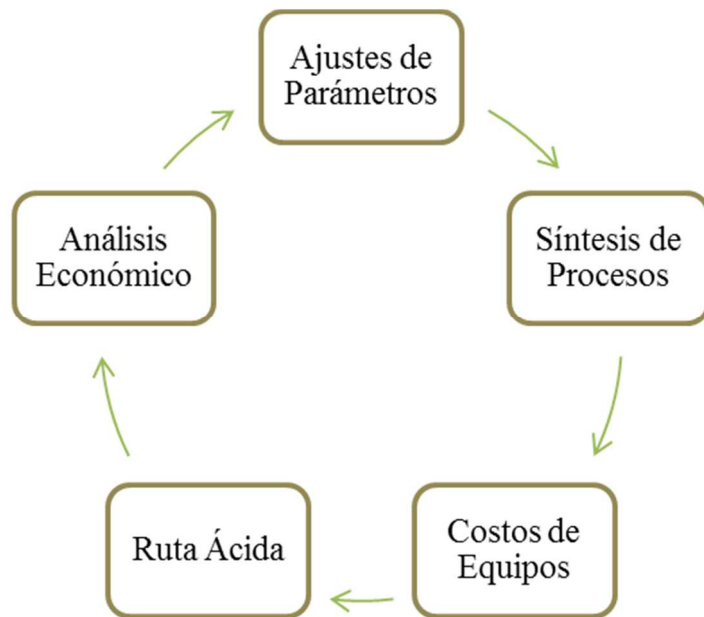 Ajustes de
Parámetros
Síntesis de
Procesos
Costos de
Equipos
Ruta Ácida
Análisis
Económico